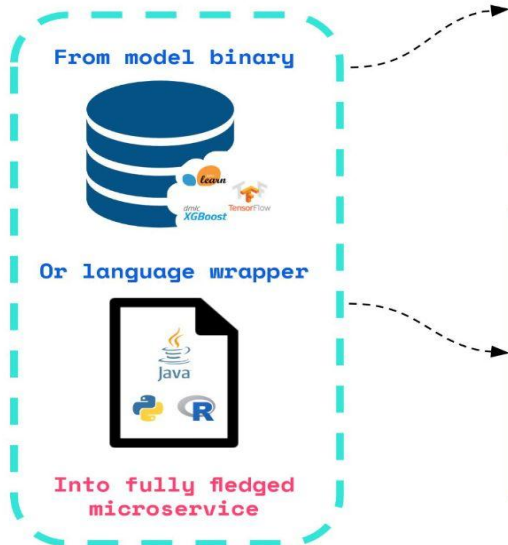 From model binary
learn
dmlc
XGBoost
TensorFlow
Or language wrapper
Java
R
Into fully fledged
microservice